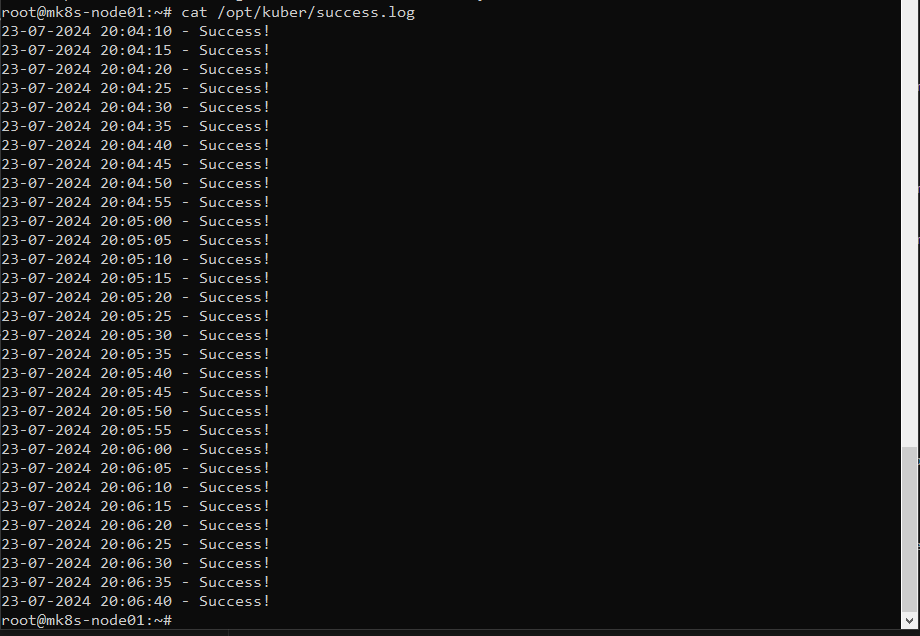 root@mk8s-node01:~# cat /opt/kuber/success.log
23-07-2024 20:04:10 - Success!
23-07-2024 20:04:15 - Success!
23-07-2024 20:04:20 - Success!
23-07-2024 20:04:25 - Success!
23-07-2024 20:04:30 - Success!
23-07-2024 20:04:35 - Success!
23-07-2024 20:04:40 - Success!
23-07-2024 20:04:45 - Success!
23-07-2024 20:04:50 - Success!
23-07-2024 20:04:55 - Success!
23-07-2024 20:05:00 - Success!
23-07-2024 20:05:05 - Success!
23-07-2024 20:05:10 - Success!
23-07-2024 20:05:15 - Success!
23-07-2024 20:05:20 - Success!
23-07-2024 20:05:25 - Success!
23-07-2024 20:05:30 - Success!
23-07-2024 20:05:35 - Success!
23-07-2024 20:05:40 - Success!
23-07-2024 20:05:45 - Success!
23-07-2024 20:05:50 - Success!
23-07-2024 20:05:55 - Success!
23-07-2024 20:06:00 - Success!
23-07-2024 20:06:05 - Success!
23-07-2024 20:06:10 - Success!
23-07-2024 20:06:15 - Success!
23-07-2024 20:06:20 - Success!
23-07-2024 20:06:25 - Success!
23-07-2024 20:06:30 - Success!
23-07-2024 20:06:35 - Success!
23-07-2024 20:06:40 - Success!
root@mk8s-node01:~#